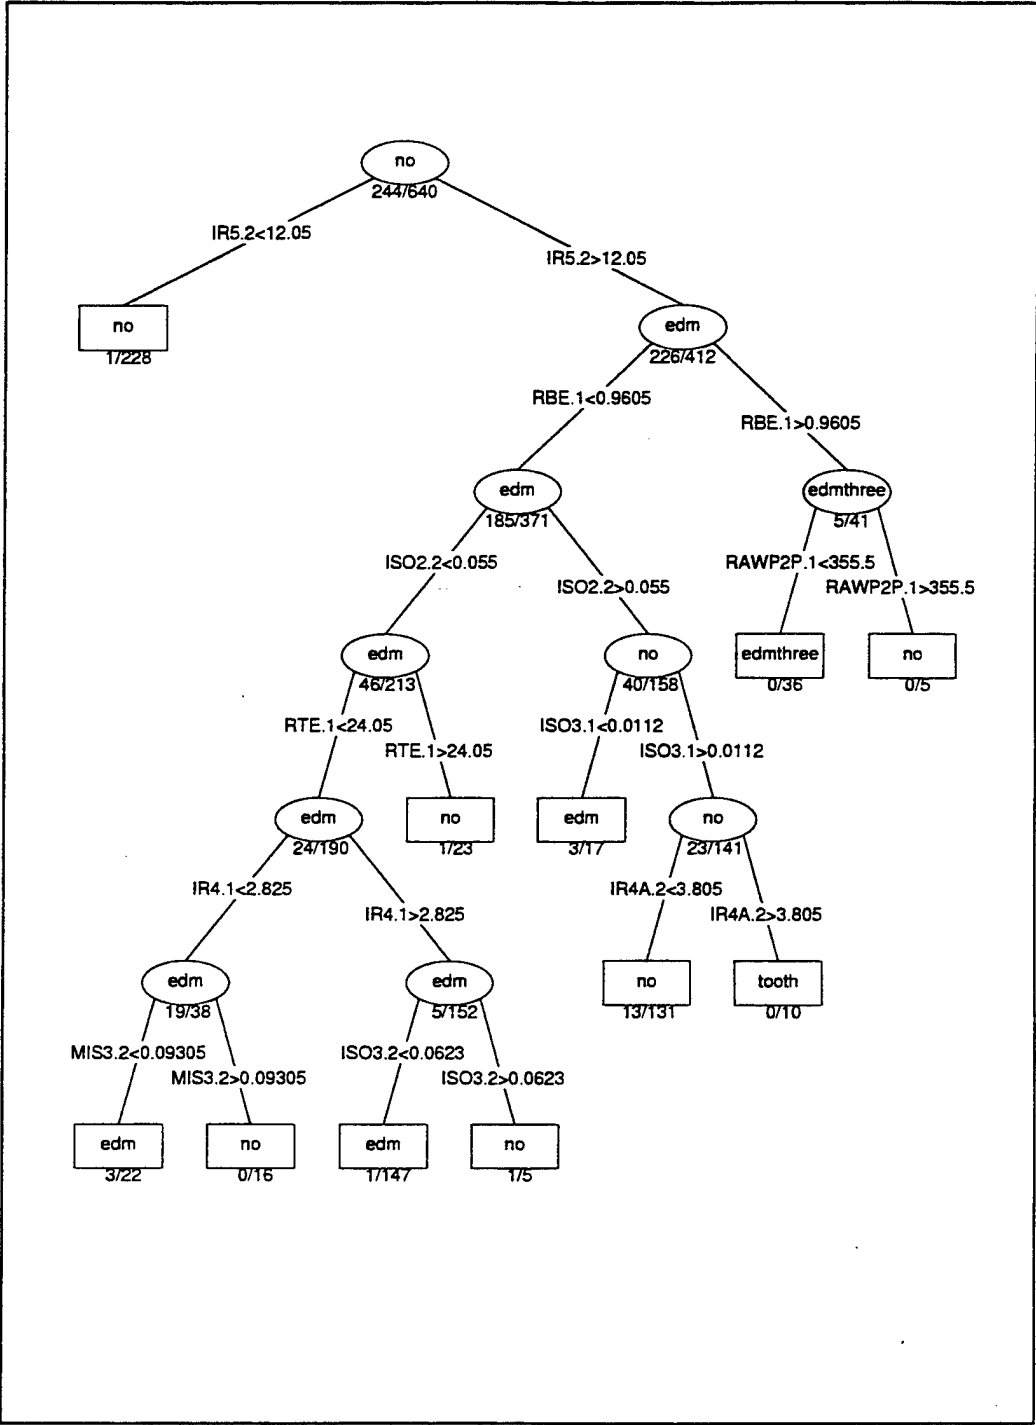 no
244/640
IR5.2<12.05
IR5.2>12.05
no
1/228
edm
226/412
RBE.1<0.9605
RBE.1>0.9605
edm
185/371
edmthree
5/41
ISO2.2<0.055
ISO2.2>0.055
RAWP2P.1<355.5
RAWP2P.1>355.5
edm
46/213
no
40/158
edmthree
0/36
no
0/5
RTE.1<24.05
RTE.1>24.05
ISO3.1<0.0112
ISO3.1>0.0112
edm
24/190
no
1/23
edm
3/17
no
23/141
IR4.1<2.825
IR4.1>2.825
IR4A.2<3.805
IR4A.2>3.805
edm
19/38
edm
5/152
no
13/131
tooth
0/10
MIS3.2<0.09305
MIS3.2>0.09305
ISO3.2<0.0623
ISO3.2>0.0623
edm
3/22
no
0/16
edm
1/147
no
1/5